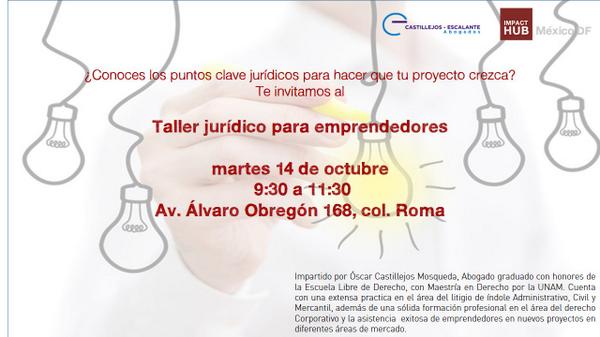 CASTILLEJOS - ESCALANTE
Abogados
IMPACT
HUB
México DF
¿Conoces los puntos clave jurídicos para hacer que tu proyecto crezca?
Te invitamos al
Taller jurídico para emprendedores
martes 14 de octubre
9:30 a 11:30
Av. Álvaro Obregón 168, col. Roma
Impartido por Óscar Castillejos Mosqueda, Abogado graduado con honores de
la Escuela Libre de Derecho, con Maestría en Derecho por la UNAM. Cuenta
con una extensa practica en el área del litigio de índole Administrativo, Civil y
Mercantil, además de una sólida formación profesional en el área del derecho
Corporativo y la asistencia exitosa de emprendedores en nuevos proyectos en
diferentes áreas de mercado.